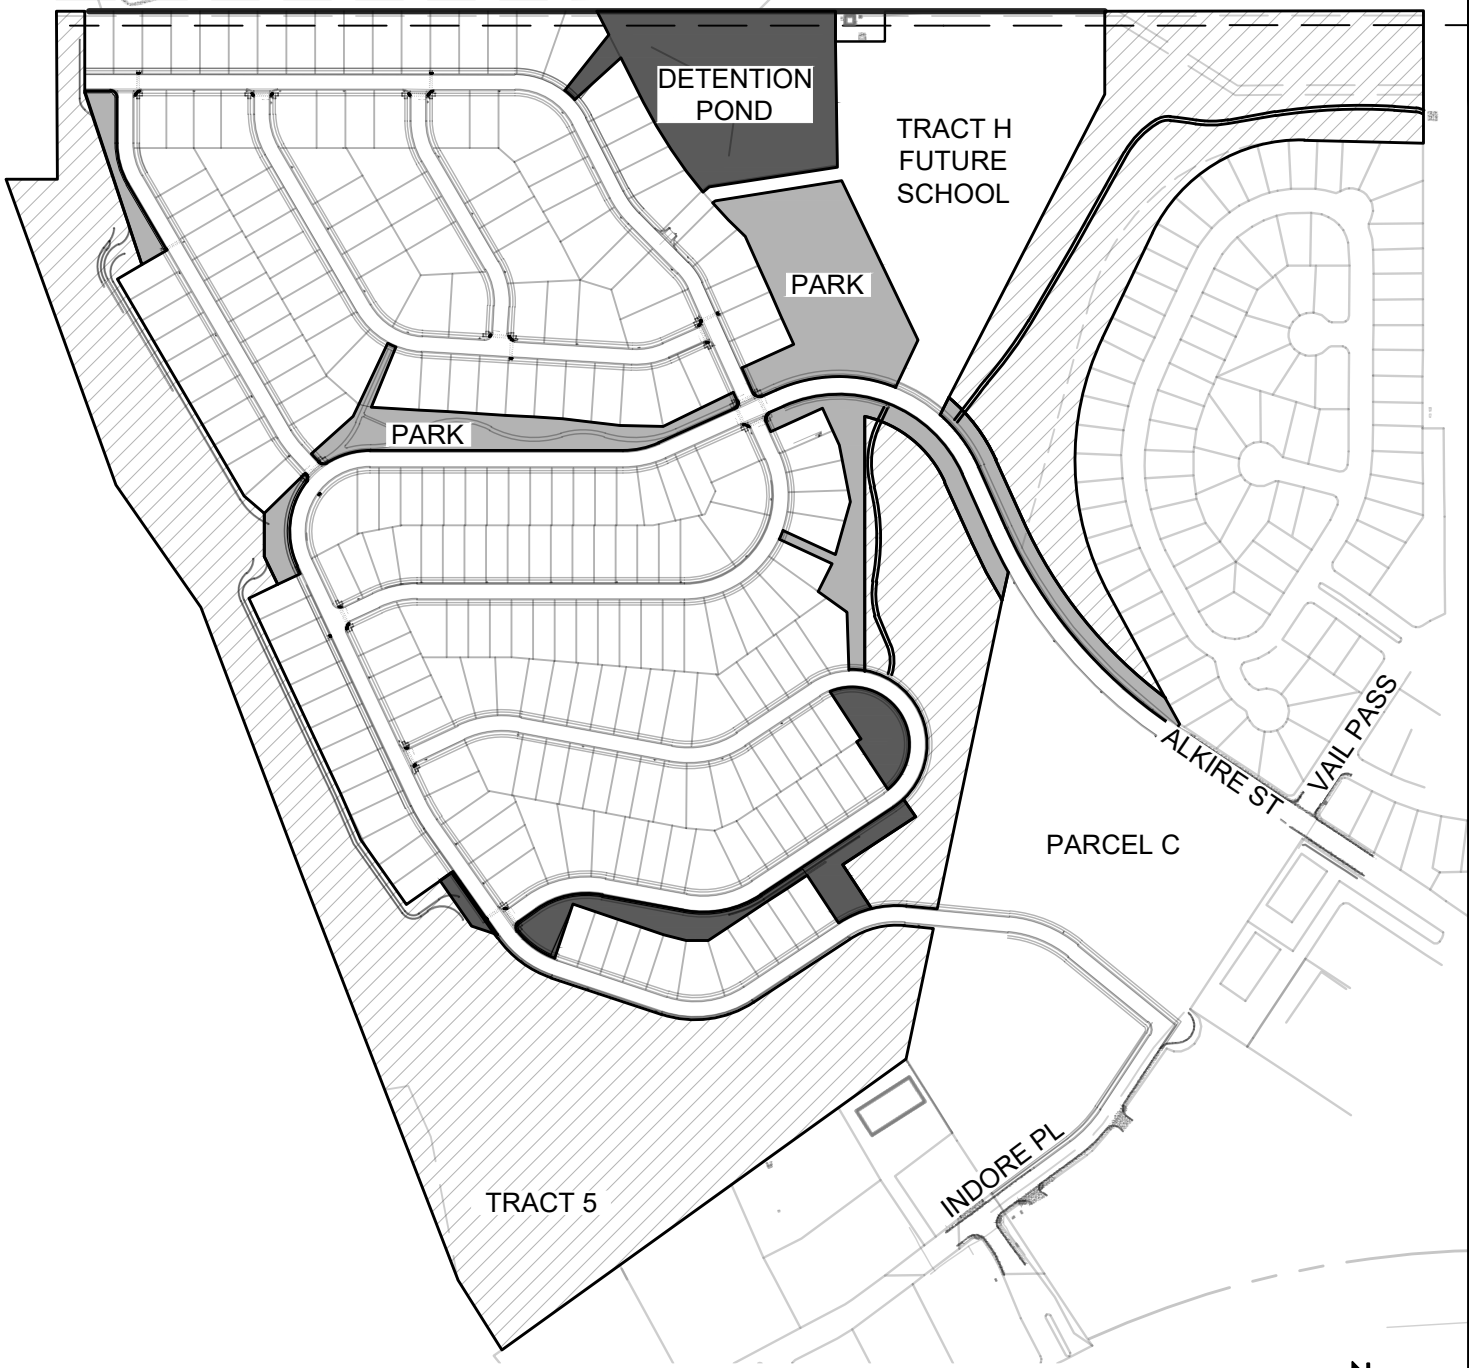 DETENTION
POND
TRACT H
FUTURE
SCHOOL
PARK
PARK
VAIL PASS
ALKIRE ST
PARCEL C
INDORE PL
TRACT 5
N